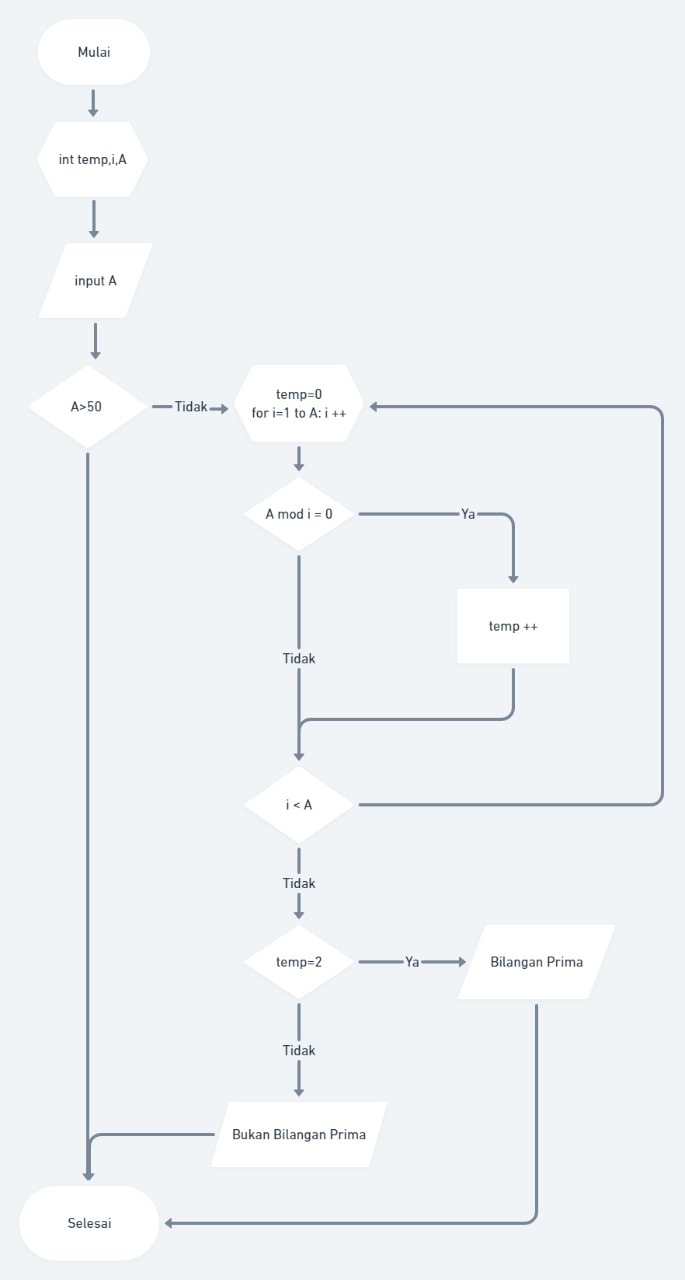 Mulai
int temp,i,A
input A
A>50
Tidak
temp=0
for i=1 to A: i ++
A mod i = 0
Ya
temp ++
Tidak
i < A
Tidak
temp=2
Ya
Bilangan Prima
Tidak
Bukan Bilangan Prima
Selesai